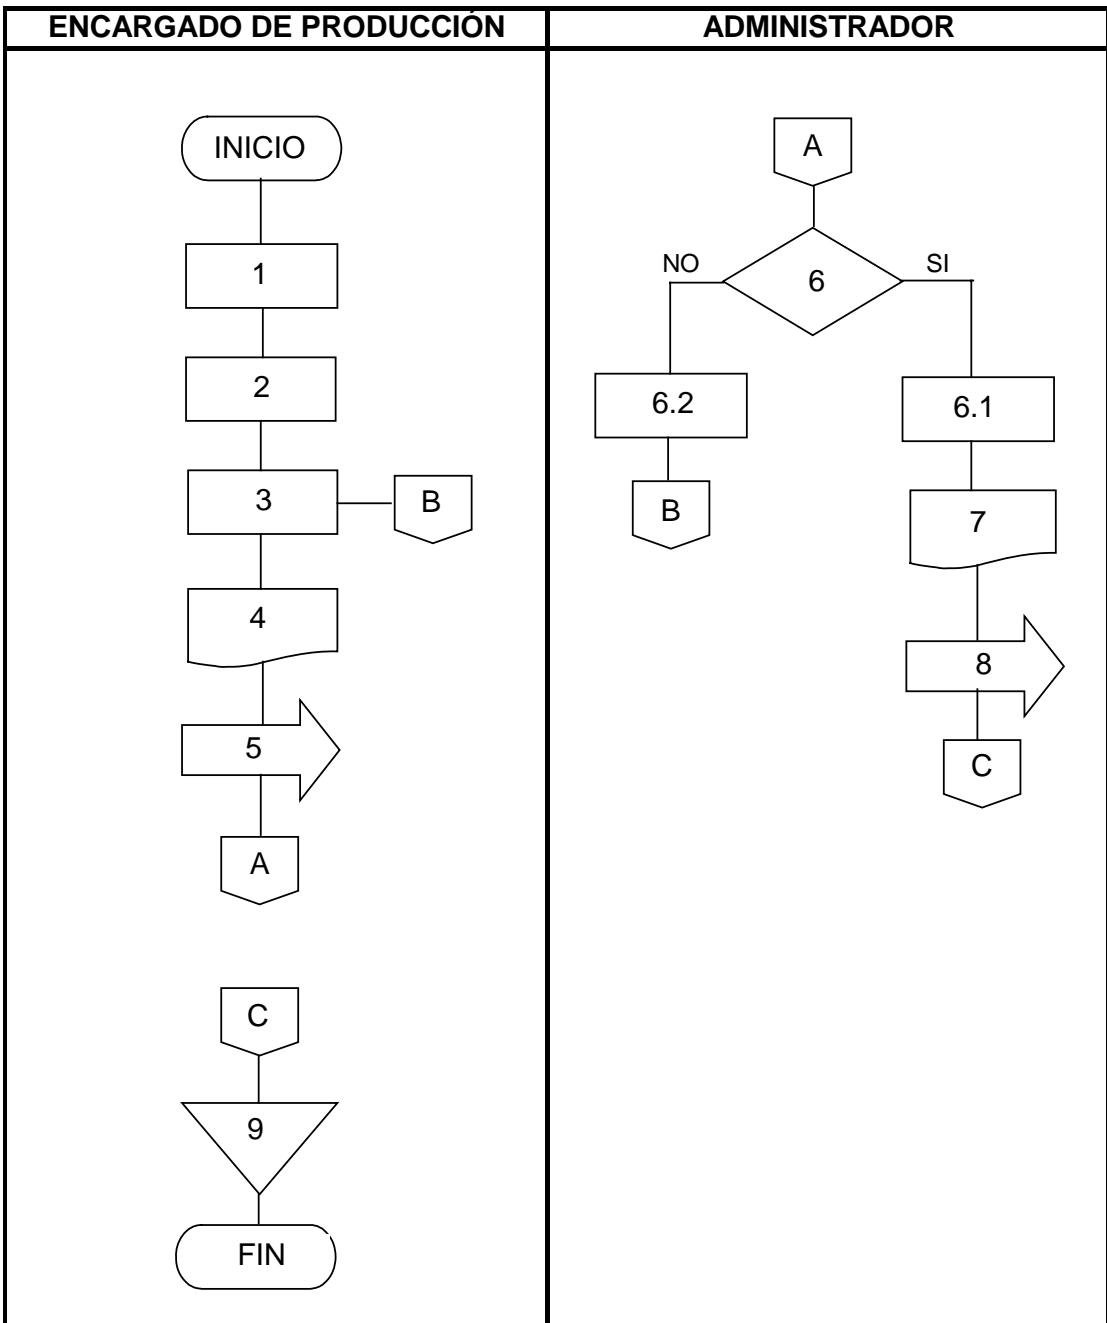 ENCARGADO DE PRODUCCIÓN
ADMINISTRADOR
INICIO
1
2
3
B
4
5
A
C
9
FIN
A
6
NO
SI
6.2
6.1
B
7
8
C